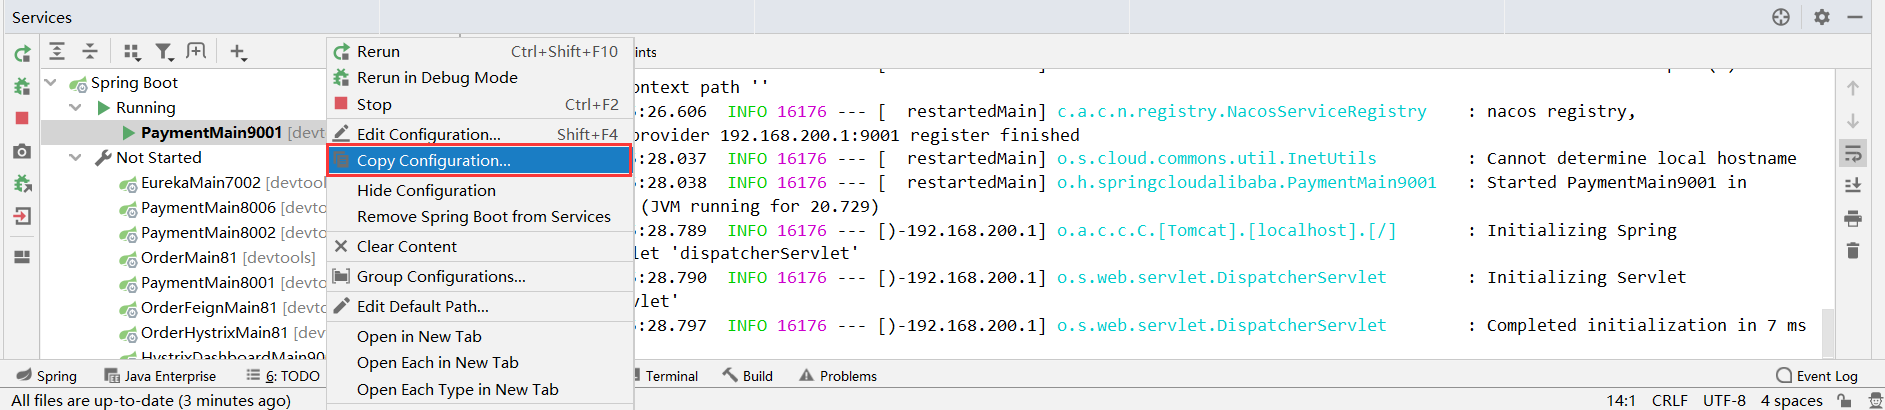 Services
Rerun Ctrl+Shift+F10
Rerun in Debug Mode
Stop Ctrl+F2
Edit Configuration... Shift+F4
Copy Configuration...
Hide Configuration
Remove Spring Boot from Services
Clear Content
Group Configurations...
Edit Default Path...
Open in New Tab
Open Each in New Tab
Open Each Type in New Tab
Spring Boot
Running
PaymentMain9001 [devt
Not Started
EurekaMain7002 [devtool
PaymentMain8006 [devto
PaymentMain8002 [devto
OrderMain81 [devtools]
PaymentMain8001 [devto
OrderFeignMain81 [devt
OrderHystrixMain81 [dev
HystrixDashboardMain90
ints
ontext path ''
:26.606 INFO 16176 --- [ restartedMain] c.a.c.n.registry.NacosServiceRegistry : nacos registry,
provider 192.168.200.1:9001 register finished
:28.037 INFO 16176 --- [ restartedMain] o.s.cloud.commons.util.InetUtils : Cannot determine local hostname
:28.038 INFO 16176 --- [ restartedMain] o.h.springcloudalibaba.PaymentMain9001 : Started PaymentMain9001 in
(JVM running for 20.729)
:28.789 INFO 16176 --- [)-192.168.200.1] o.a.c.c.C.[Tomcat].[localhost].[/] : Initializing Spring
let 'dispatcherServlet'
:28.790 INFO 16176 --- [)-192.168.200.1] o.s.web.servlet.DispatcherServlet : Initializing Servlet
vlet'
:28.797 INFO 16176 --- [)-192.168.200.1] o.s.web.servlet.DispatcherServlet : Completed initialization in 7 ms
Spring Java Enterprise 6: TODO Terminal Build Problems Event Log
All files are up-to-date (3 minutes ago) 14:1 CRLF UTF-8 4 spaces